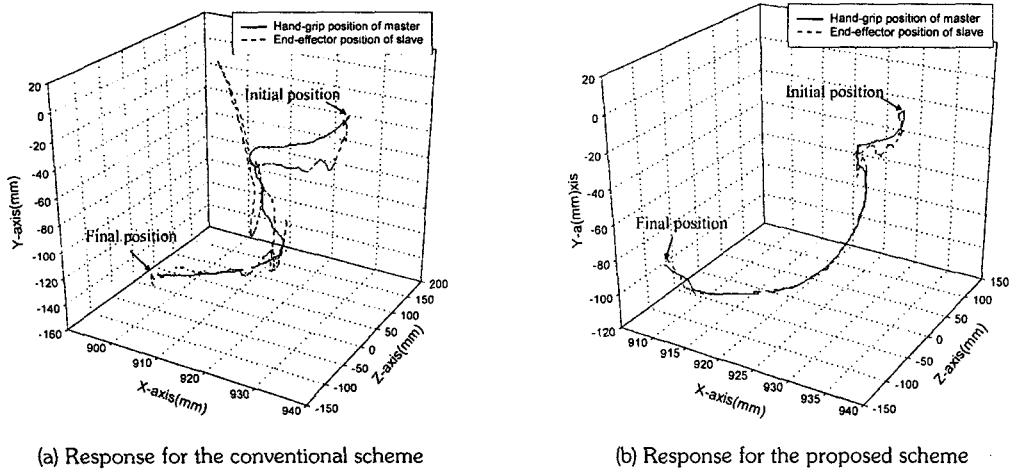 Hand-grip position of master
End-effector position of slave
Initial position
Final position
Y-axis(mm)
20
0
-20
-40
-60
-80
-100
-120
-140
-160
900
910
920
930
940
X-axis(mm)
-150
-100
-50
0
50
100
150
200
Z-axis(mm)
(a) Response for the conventional scheme
Hand-grip position of master
End-effector position of slave
Initial position
Final position
Y-a(mm)xis
20
0
-20
-40
-60
-80
-100
-120
910
915
920
925
930
935
940
X-axis(mm)
-150
-100
-50
0
50
100
150
Z-axis(mm)
(b) Response for the proposed scheme